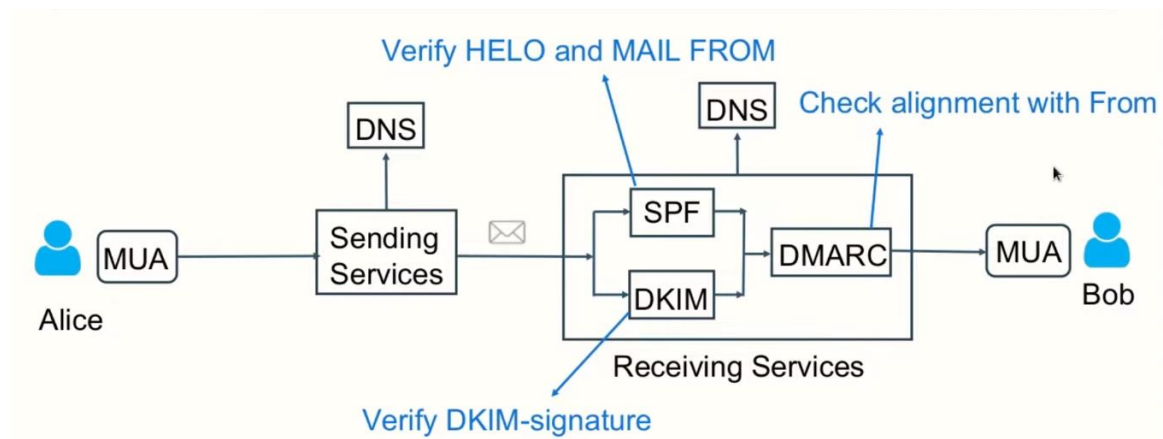 Verify HELO and MAIL FROM
DNS
DNS
Check alignment with From
MUA
Alice
Sending
Services
SPF
DKIM
DMARC
MUA
Bob
Receiving Services
Verify DKIM-signature